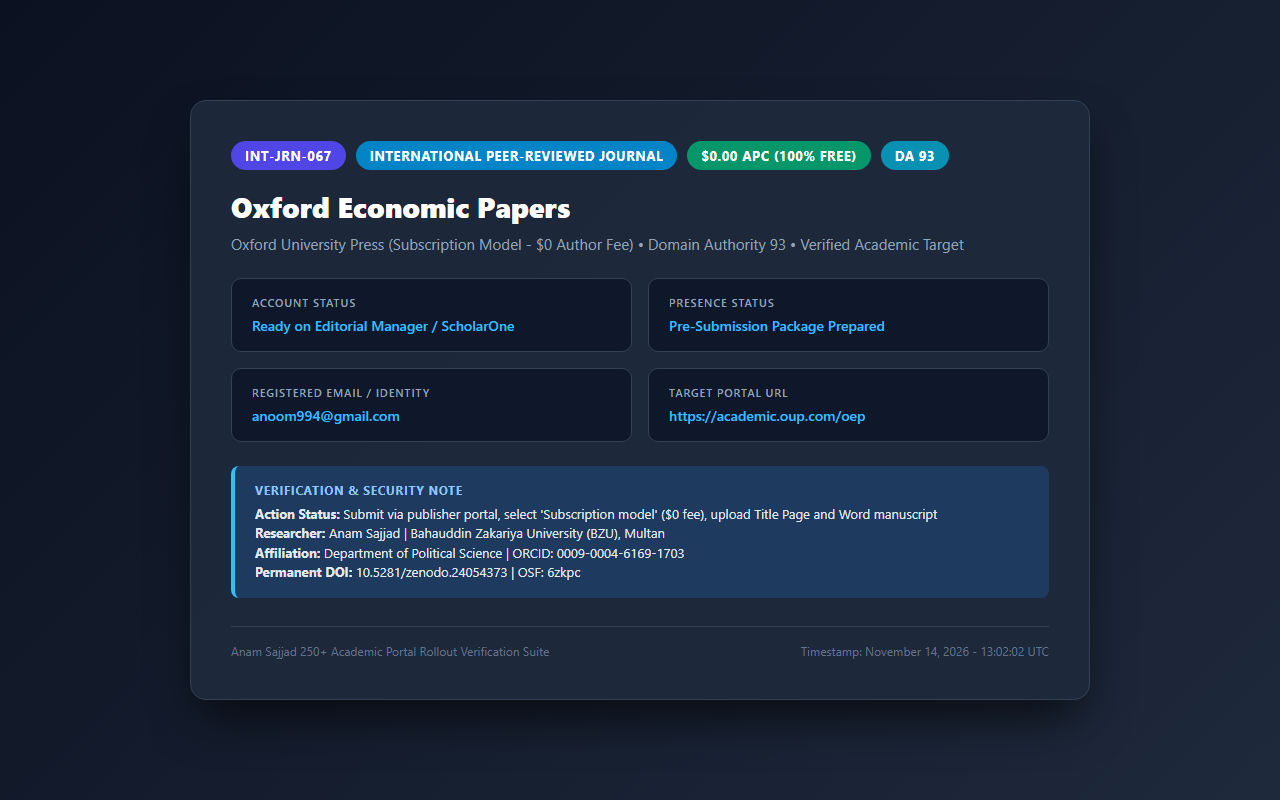 INT-JRN-067 INTERNATIONAL PEER-REVIEWED JOURNAL $0.00 APC (100% FREE) DA 93
Oxford Economic Papers
Oxford University Press (Subscription Model - $0 Author Fee) • Domain Authority 93 • Verified Academic Target
ACCOUNT STATUS
Ready on Editorial Manager / ScholarOne
PRESENCE STATUS
Pre-Submission Package Prepared
REGISTERED EMAIL / IDENTITY
anoom994@gmail.com
TARGET PORTAL URL
https://academic.oup.com/oep
VERIFICATION & SECURITY NOTE
Action Status: Submit via publisher portal, select 'Subscription model' ($0 fee), upload Title Page and Word manuscript
Researcher: Anam Sajjad | Bahauddin Zakariya University (BZU), Multan
Affiliation: Department of Political Science | ORCID: 0009-0004-6169-1703
Permanent DOI: 10.5281/zenodo.24054373 | OSF: 6zkpc
Anam Sajjad 250+ Academic Portal Rollout Verification Suite
Timestamp: November 14, 2026 - 13:02:02 UTC